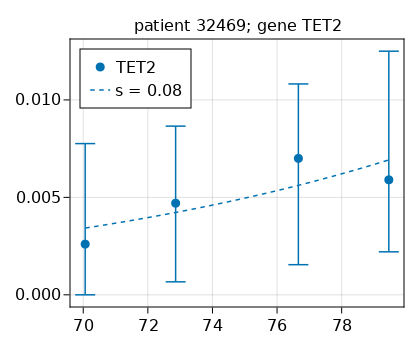 patient 32469; gene TET2
TET2
s = 0.08
0.010
0.005
0.000
70 72 74 76 78